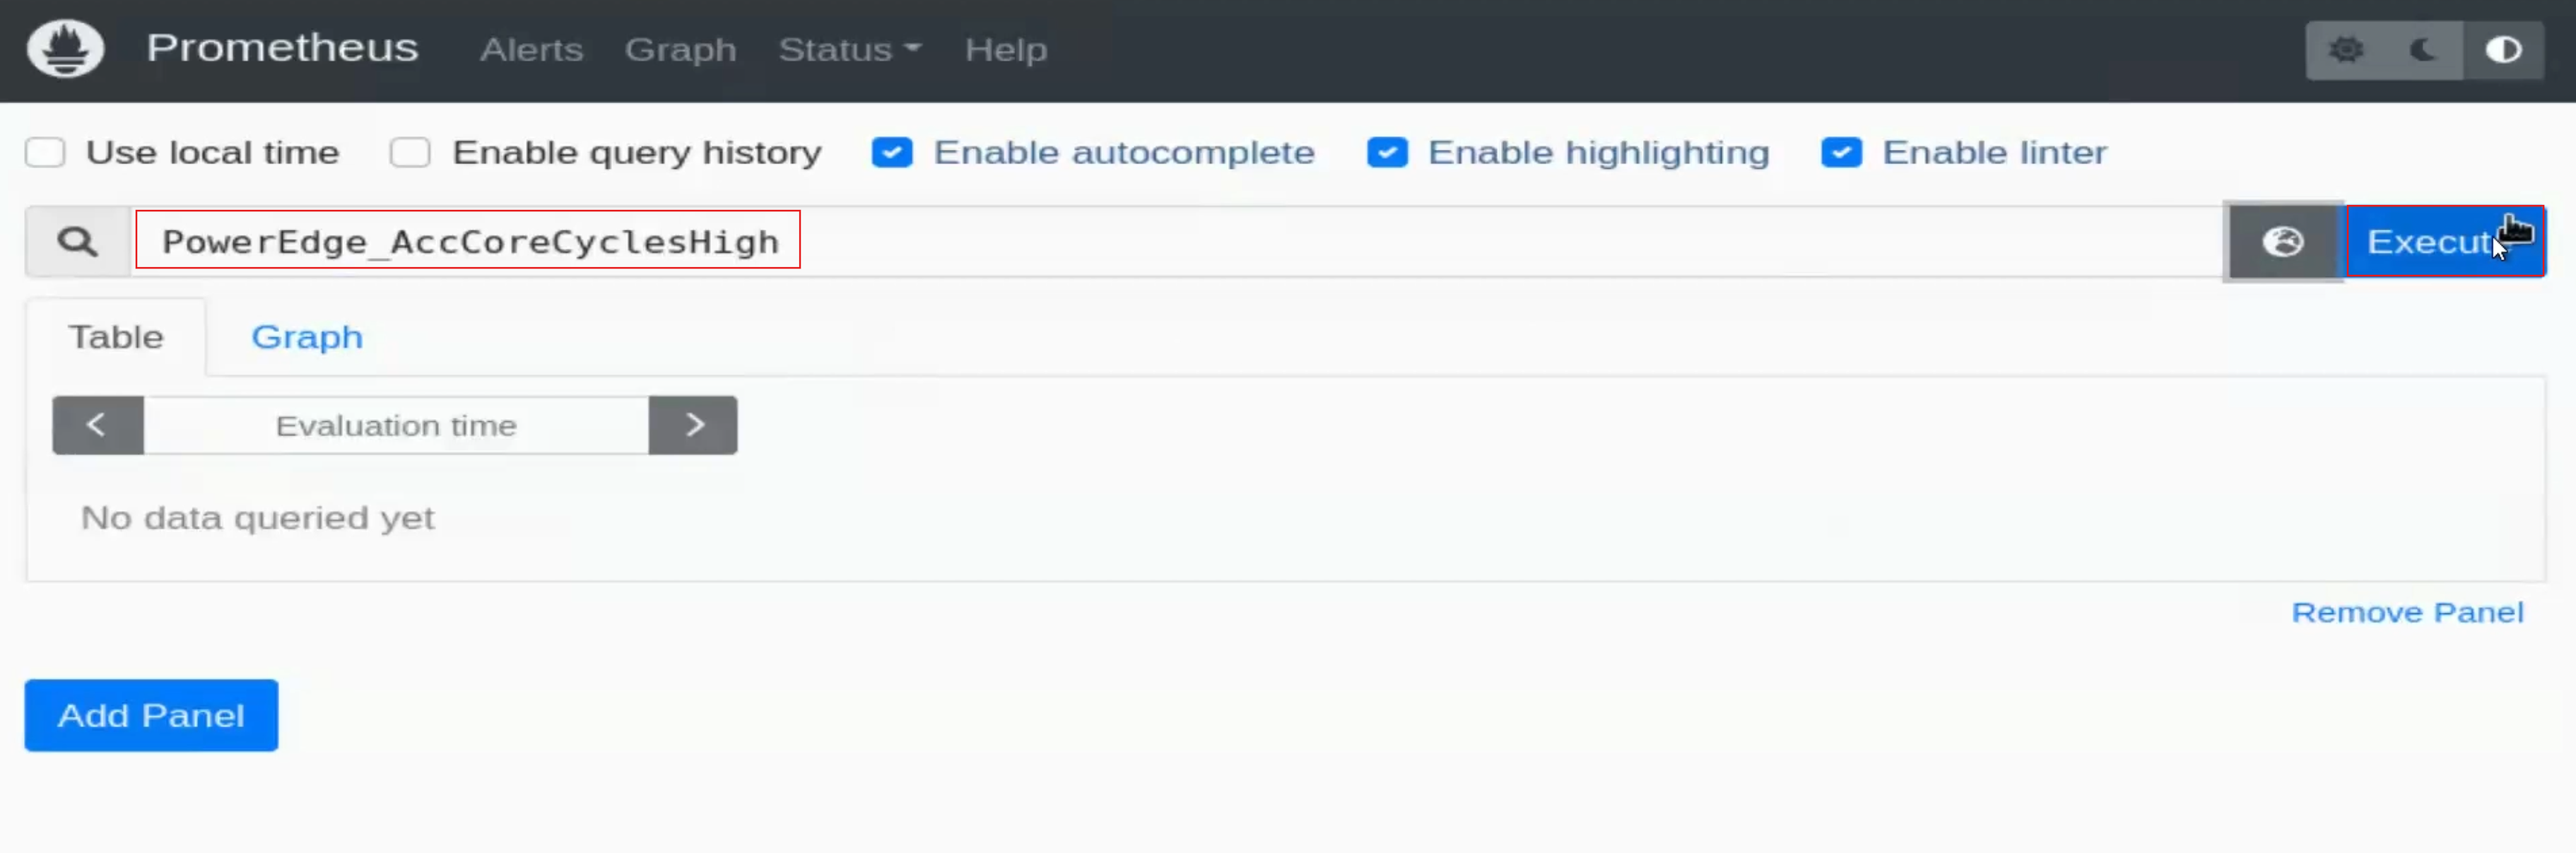 Prometheus Alerts Graph Status Help
Use local time Enable query history Enable autocomplete Enable highlighting Enable linter
PowerEdge_AccCoreCyclesHigh Execut
Table Graph
< Evaluation time >
No data queried yet
Remove Panel
Add Panel